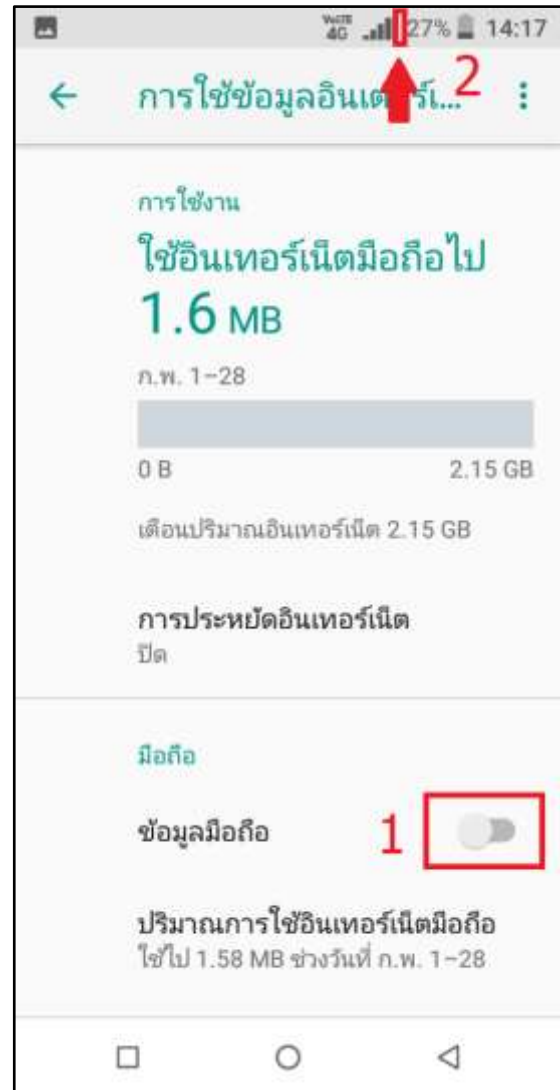 VoLTE 4G 27% 14:17
2
การใช้ข้อมูลอินเตอร์เ...
การใช้งาน
ใช้อินเทอร์เน็ตมือถือไป
1.6 MB
ก.พ. 1–28
0 B 2.15 GB
เตือนปริมาณอินเทอร์เน็ต 2.15 GB
การประหยัดอินเทอร์เน็ต
ปิด
มือถือ
ข้อมูลมือถือ 1
ปริมาณการใช้อินเทอร์เน็ตมือถือ
ใช้ไป 1.58 MB ช่วงวันที่ ก.พ. 1–28